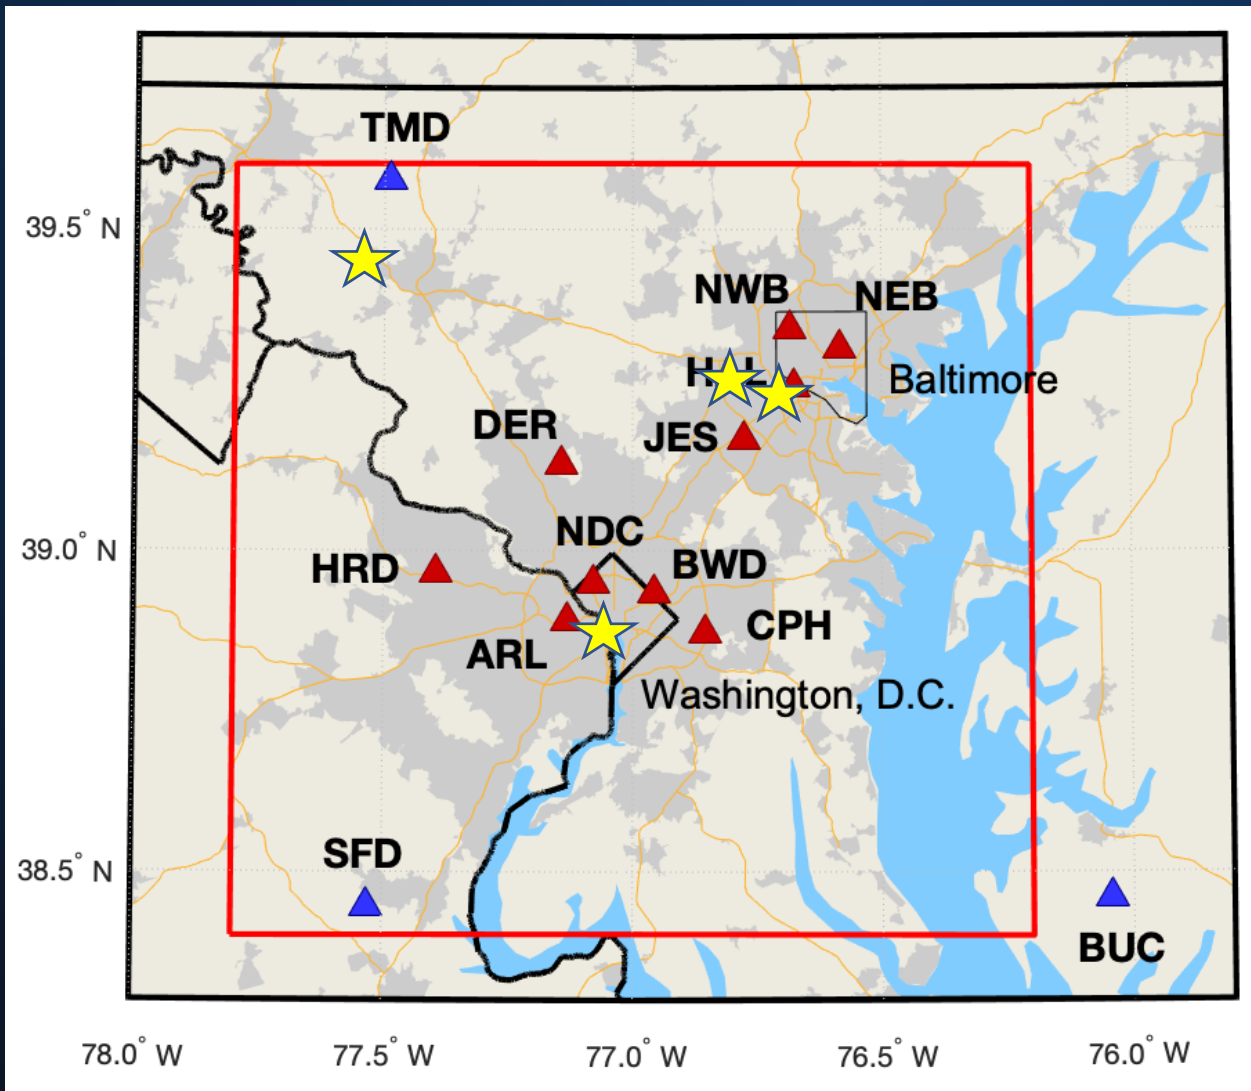 TMD
39.5° N
NWB
NEB
Baltimore
DER
JES
NDC
39.0° N
HRD
BWD
CPH
ARL
Washington, D.C.
SFD
38.5° N
BUC
78.0° W
77.5° W
77.0° W
76.5° W
76.0° W